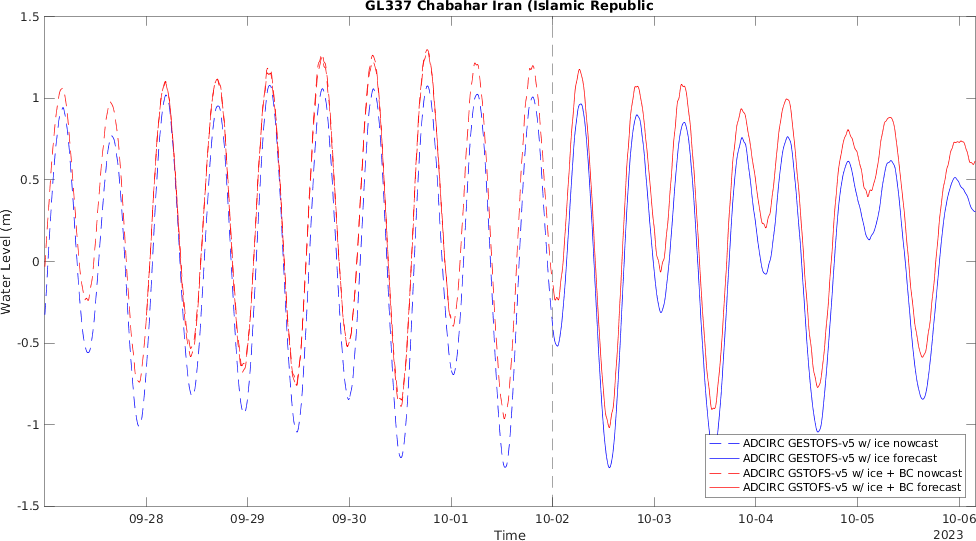 GL337 Chabahar Iran (Islamic Republic
1.5
1
0.5
0
-0.5
-1
-1.5
Water Level (m)
ADCIRC GESTOFS-v5 w/ ice nowcast
ADCIRC GESTOFS-v5 w/ ice forecast
ADCIRC GSTOFS-v5 w/ ice + BC nowcast
ADCIRC GSTOFS-v5 w/ ice + BC forecast
09-28 09-29 09-30 10-01 10-02 10-03 10-04 10-05 10-06
Time
2023